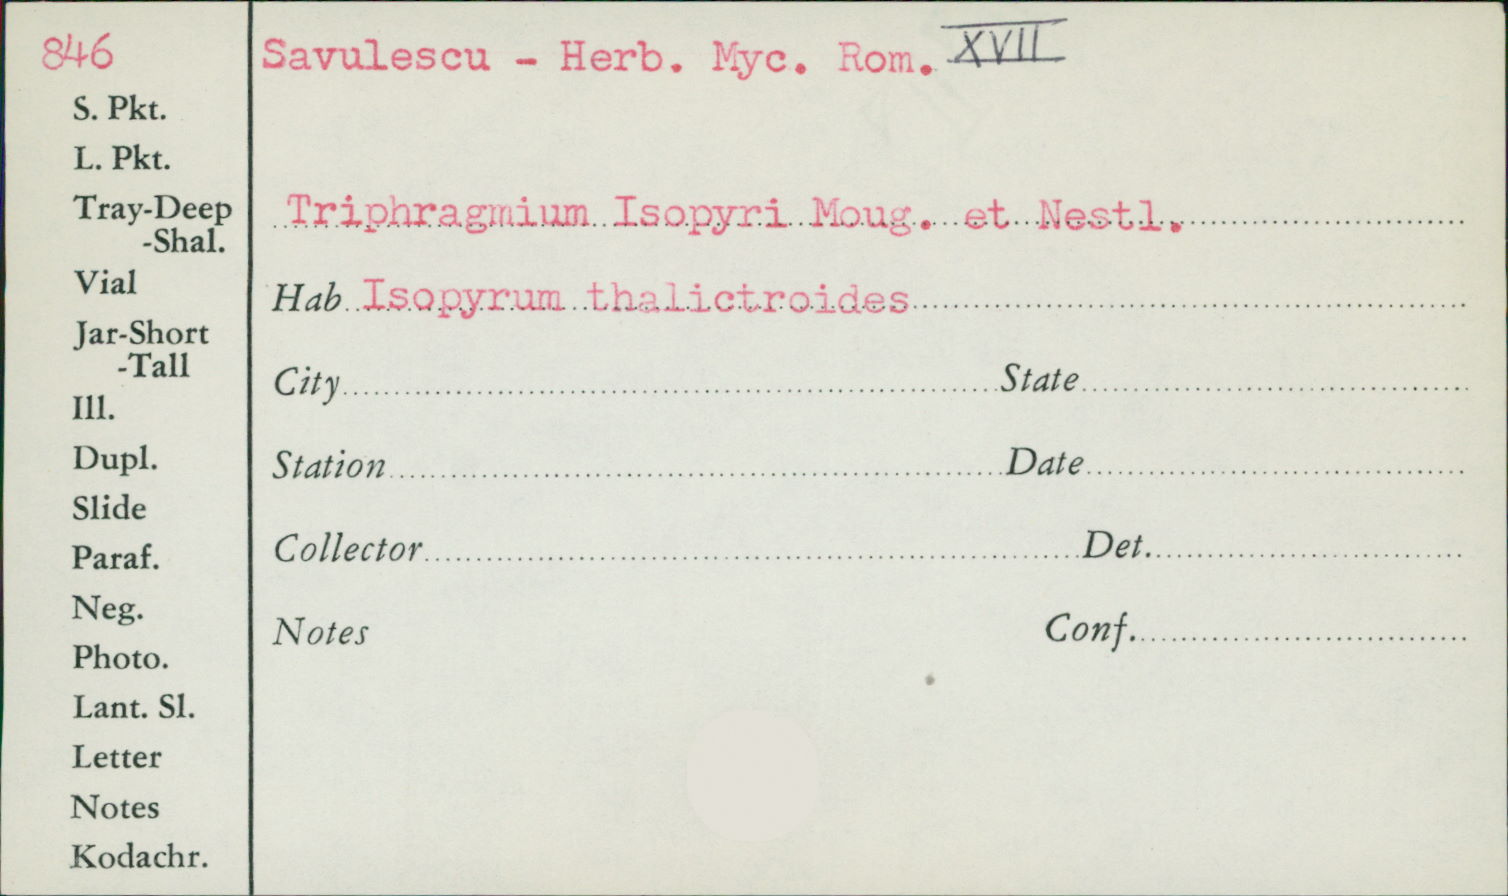 846
Savulescu - Herb. Myc. Rom. XVII
S. Pkt.
L. Pkt.
Tray-Deep
-Shal.
Vial
Jar-Short
-Tall
Ill.
Dupl.
Slide
Paraf.
Neg.
Photo.
Lant. Sl.
Letter
Notes
Kodachr.
Triphragmium Isopyri Moug. et Nestl.
Hab Isopyrum thalictroides
City State
Station Date
Collector Det.
Notes Conf.